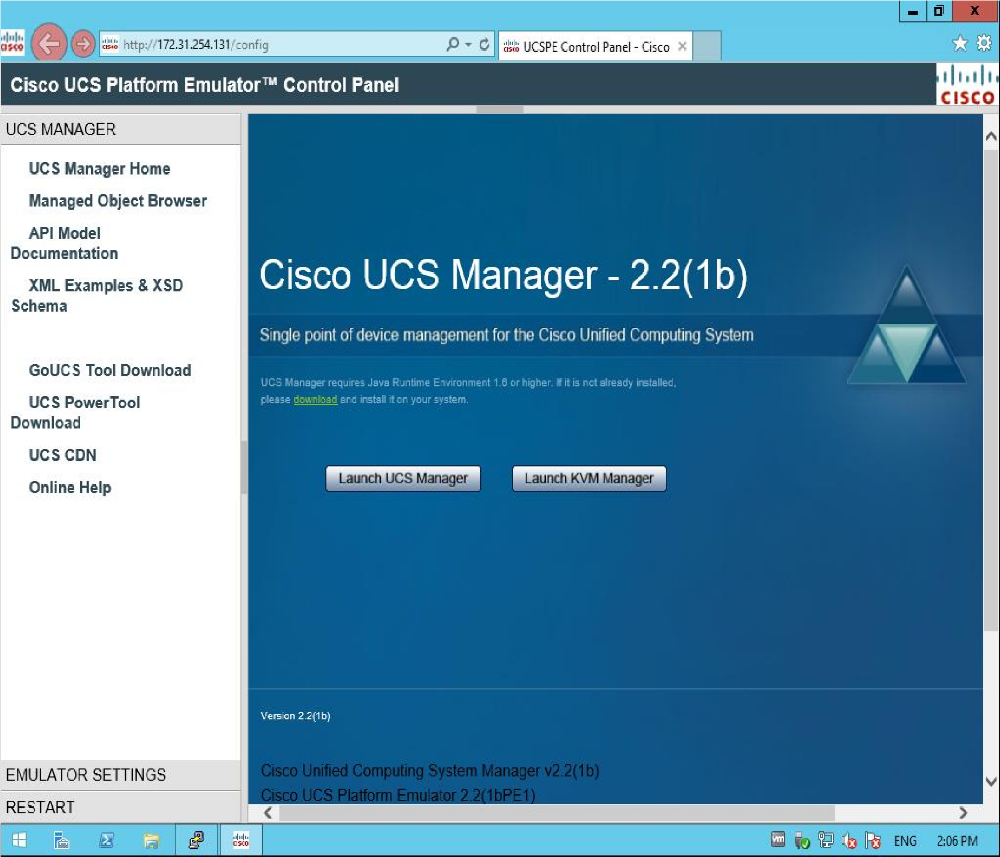 http://172.31.254.131/config
UCSPE Control Panel - Cisco
Cisco UCS Platform Emulator™ Control Panel
CISCO
UCS MANAGER
UCS Manager Home
Managed Object Browser
API Model
Documentation
XML Examples & XSD
Schema
GoUCS Tool Download
UCS PowerTool
Download
UCS CDN
Online Help
EMULATOR SETTINGS
RESTART
Cisco UCS Manager - 2.2(1b)
Single point of device management for the Cisco Unified Computing System
UCS Manager requires Java Runtime Environment 1.6 or higher. If it is not already installed,
please download and install it on your system.
Launch UCS Manager
Launch KVM Manager
Version 2.2(1b)
Cisco Unified Computing System Manager v2.2(1b)
Cisco UCS Platform Emulator 2.2(1bPE1)
ENG
2:06 PM